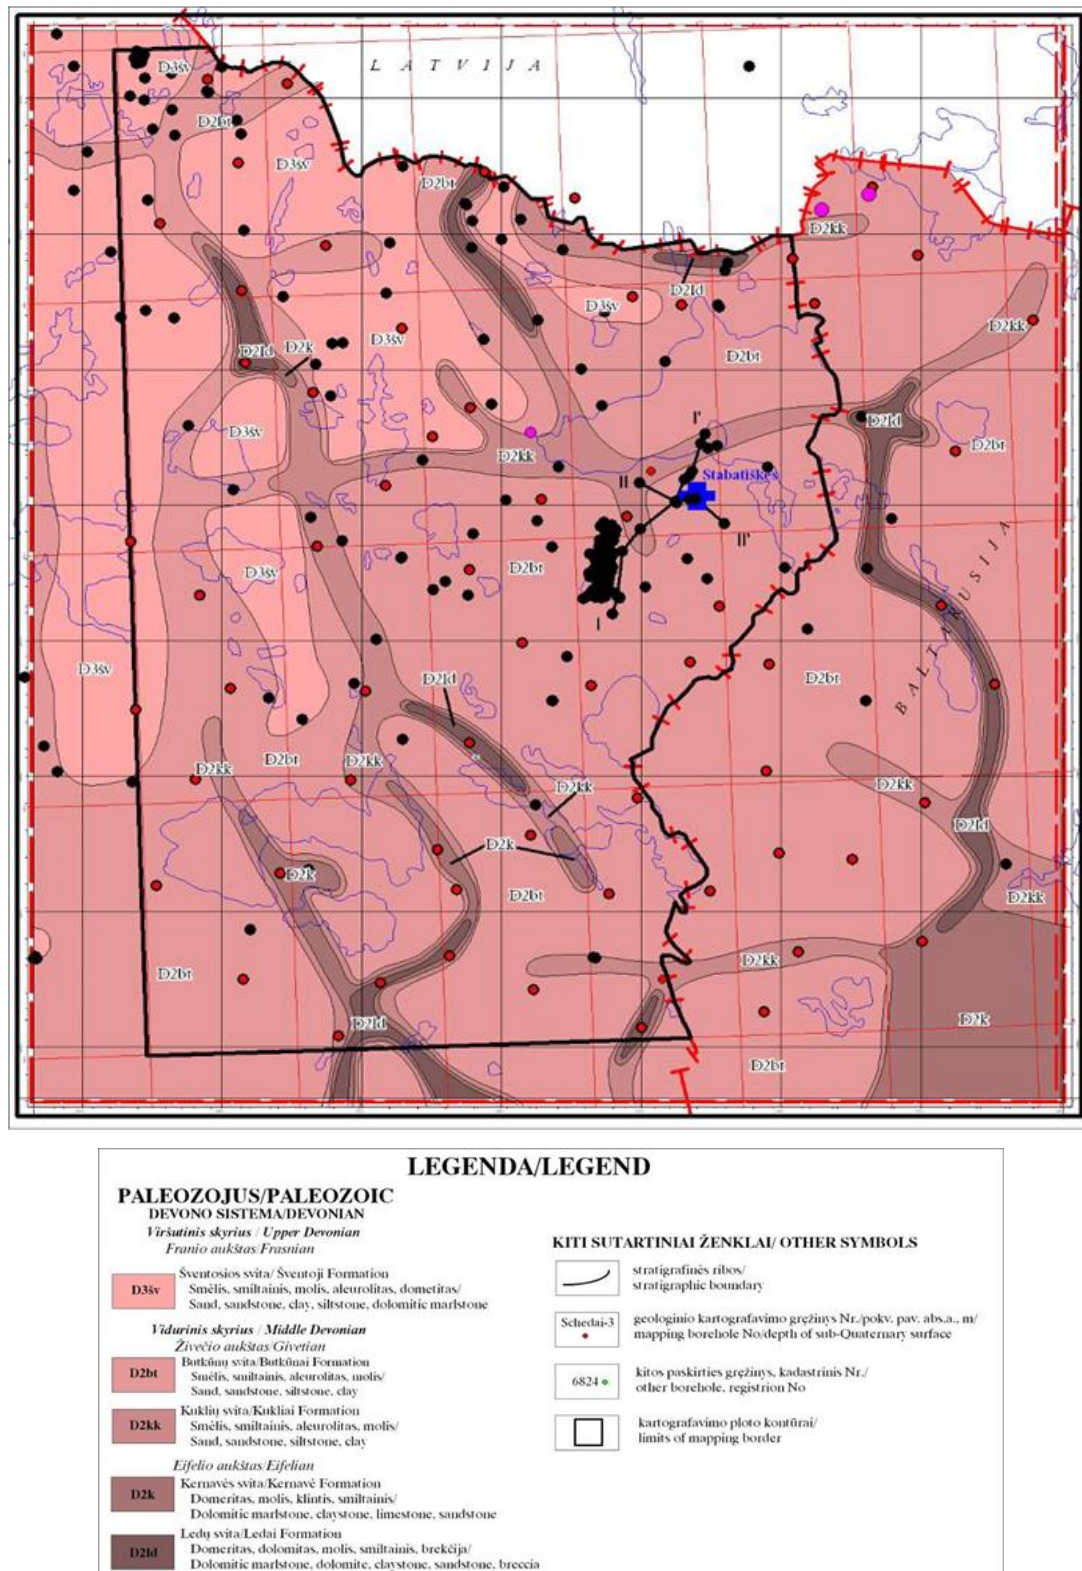 L A T V I J A
D3šv
D2bt
D3šv
D2bt
D2kk
D2ld
D3šv
D2kk
D2ld
D2k
D3šv
D2bt
D3šv
I'
D2ld
D2bt
D2kk
II
Stabatiškės
II'
D3šv
D2bt
I
B A L T A R U S I J A
D3šv
D2ld
D2bt
D2kk
D2bt
D2kk
D2kk
D2kk
D2k
D2ld
D2k
D2bt
D2kk
D2bt
D2kk
D2ld
D2k
D2bt
LEGENDA/LEGEND
PALEOZOJUS/PALEOZOIC
DEVONO SISTEMA/DEVONIAN
Viršutinis skyrius / Upper Devonian
Franio aukštas/Frasnian
D3šv
Šventosios svita/ Šventoji Formation
Smėlis, smiltainis, molis, aleurolitas, dometitas/
Sand, sandstone, clay, siltstone, dolomitic marlstone
Vidurinis skyrius / Middle Devonian
Živečio aukštas/Givetian
D2bt
Butkūnų svita/Butkūnai Formation
Smėlis, smiltainis, aleurolitas, molis/
Sand, sandstone, siltstone, clay
D2kk
Kuklių svita/Kukliai Formation
Smėlis, smiltainis, aleurolitas, molis/
Sand, sandstone, siltstone, clay
Eifelio aukštas/Eifelian
D2k
Kernavės svita/Kernavė Formation
Domeritas, molis, klintis, smiltainis/
Dolomitic marlstone, claystone, limestone, sandstone
D2ld
Ledų svita/Ledai Formation
Domeritas, dolomitas, molis, smiltainis, brekčija/
Dolomitic marlstone, dolomite, claystone, sandstone, breccia
KITI SUTARTINIAI ŽENKLAI/ OTHER SYMBOLS
stratigrafinės ribos/
stratigraphic boundary
Schedai-3
geologinio kartografavimo gręžinys Nr./pokv. pav. abs.a., m/
mapping borehole No/depth of sub-Quaternary surface
6824
kitos paskirties gręžinys, kadastrinis Nr./
other borehole, registrion No
kartografavimo ploto kontūrai/
limits of mapping border